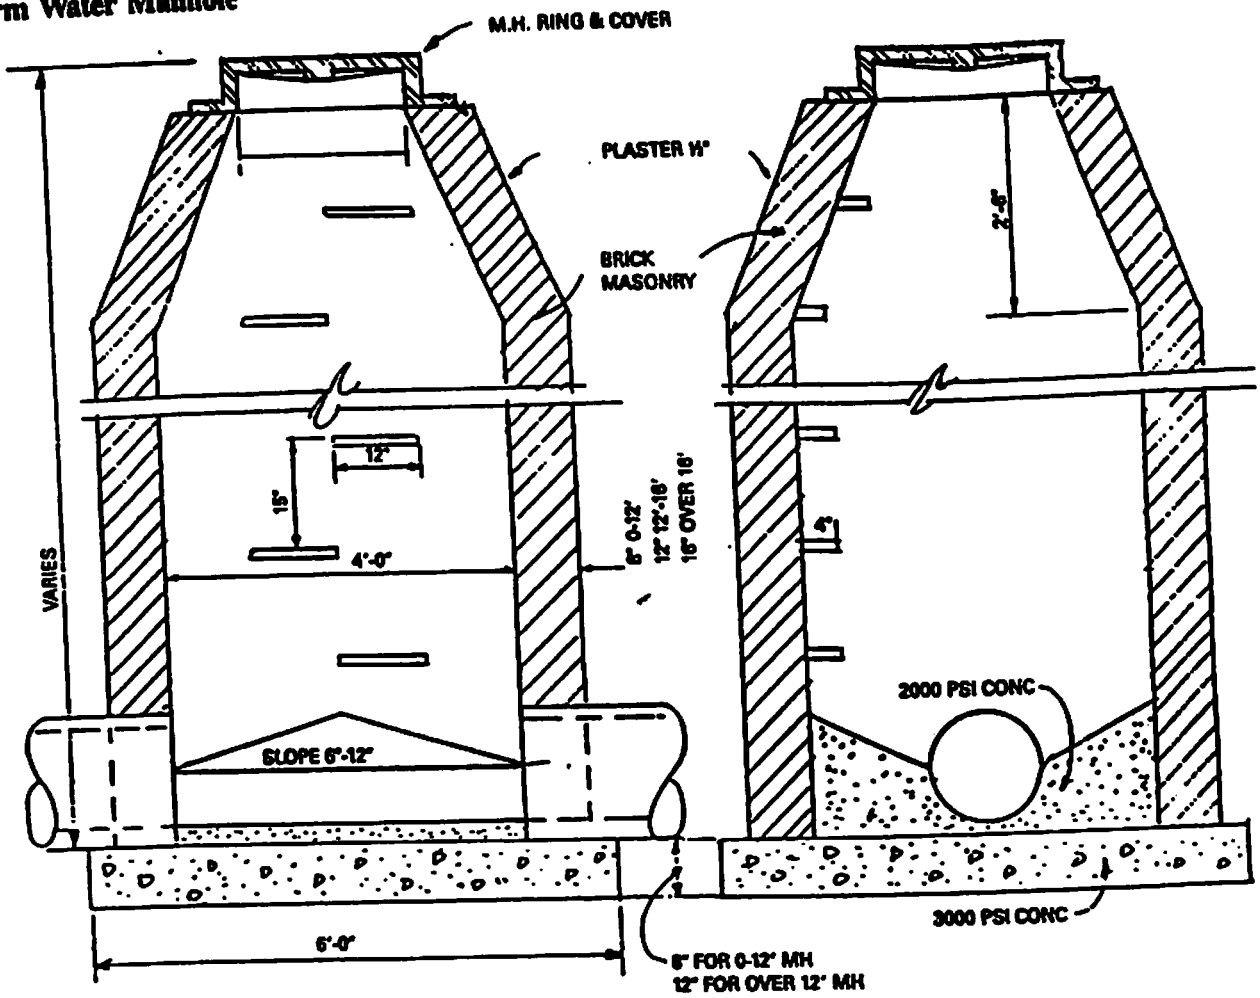 rm Water Manhole
M.H. RING & COVER
PLASTER ½"
2'-6"
BRICK
MASONRY
12"
15"
8" 0-12'
12" 12'-16'
16" OVER 16'
4"
4'-0"
VARIES
2000 PSI CONC
SLOPE 6"-12"
3000 PSI CONC
6'-0"
8" FOR 0-12' MH
12" FOR OVER 12' MH